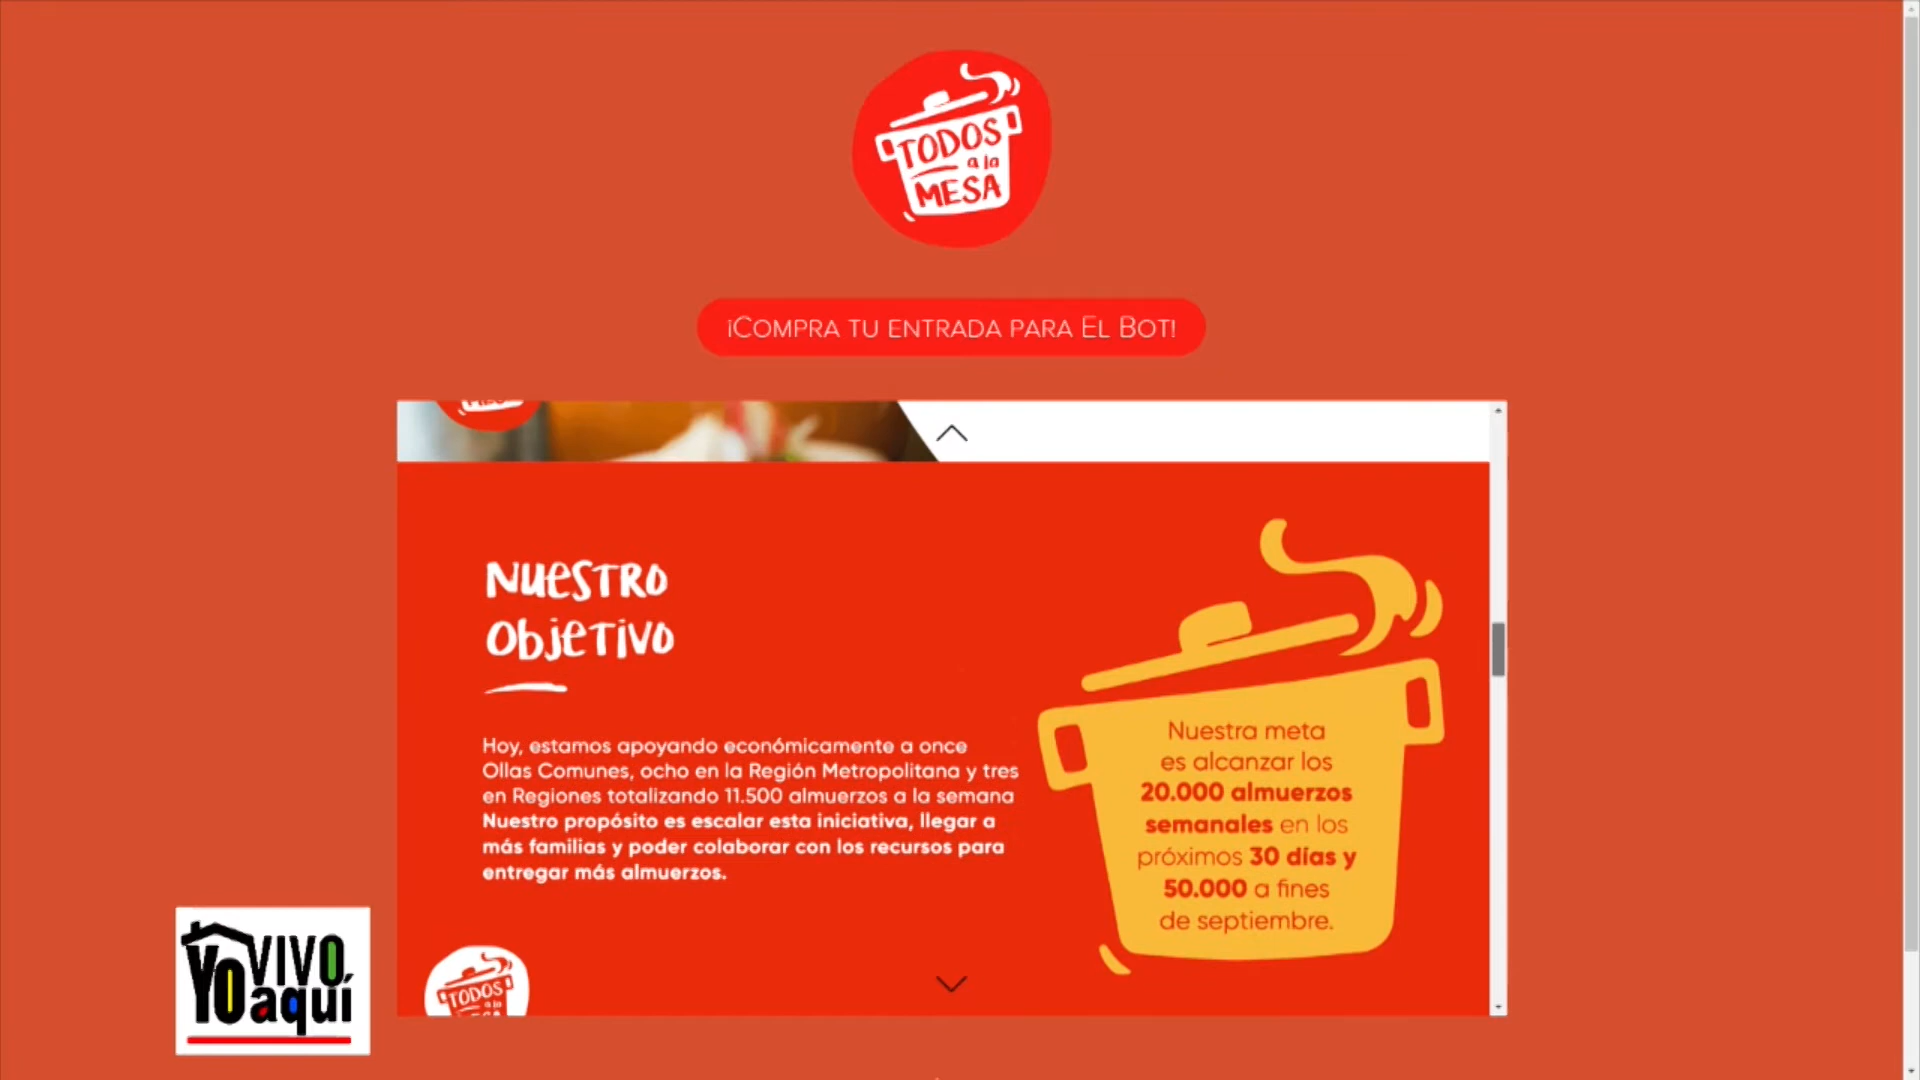 TODOS
a la
MESA
¡COMPRA TU ENTRADA PARA EL BOT!
NUESTRO
Objetivo
Hoy, estamos apoyando económicamente a once
Ollas Comunes, ocho en la Región Metropolitana y tres
en Regiones totalizando 11.500 almuerzos a la semana
Nuestro propósito es escalar esta iniciativa, llegar a
más familias y poder colaborar con los recursos para
entregar más almuerzos.
Nuestra meta
es alcanzar los
20.000 almuerzos
semanales en los
próximos 30 días y
50.000 a fines
de septiembre.
TODOS
a la
YO VIVO
aquí